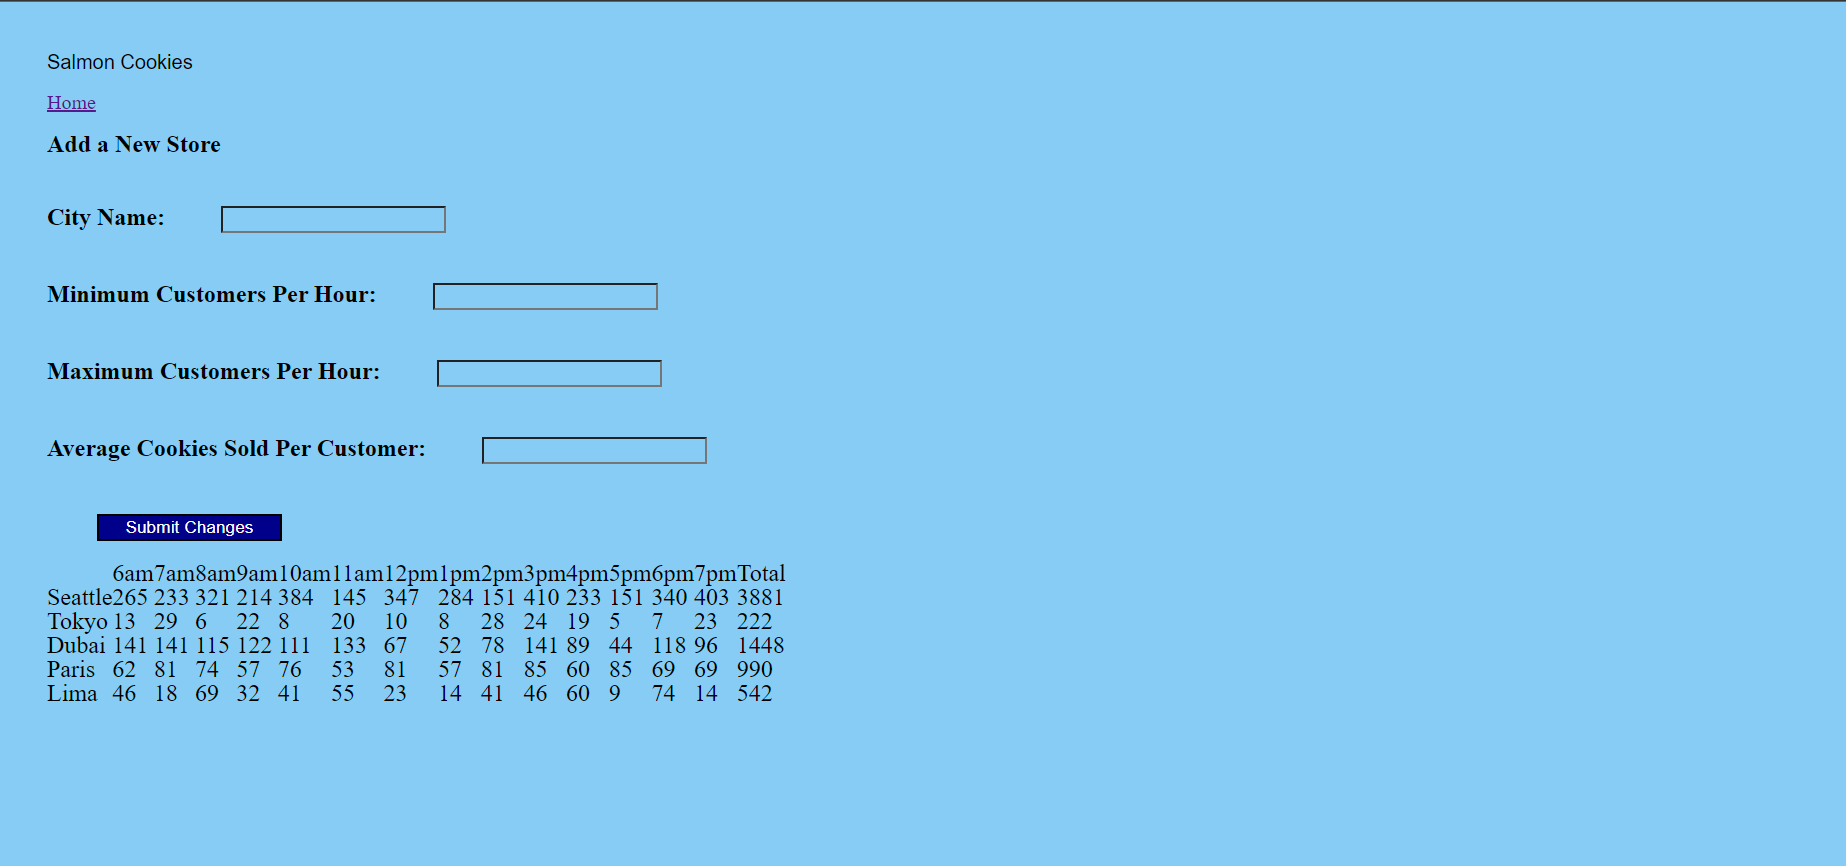 Salmon Cookies
Home
Add a New Store
City Name:
Minimum Customers Per Hour:
Maximum Customers Per Hour:
Average Cookies Sold Per Customer:
Submit Changes
6am 7am 8am 9am 10am 11am 12pm 1pm 2pm 3pm 4pm 5pm 6pm 7pm Total
Seattle 265 233 321 214 384 145 347 284 151 410 233 151 340 403 3881
Tokyo 13 29 6 22 8 20 10 8 28 24 19 5 7 23 222
Dubai 141 141 115 122 111 133 67 52 78 141 89 44 118 96 1448
Paris 62 81 74 57 76 53 81 57 81 85 60 85 69 69 990
Lima 46 18 69 32 41 55 23 14 41 46 60 9 74 14 542